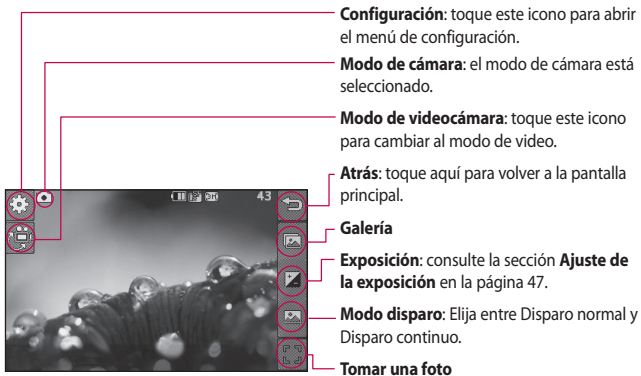 Configuración: toque este icono para abrir
el menú de configuración.
Modo de cámara: el modo de cámara está
seleccionado.
Modo de videocámara: toque este icono
para cambiar al modo de video.
Atrás: toque aquí para volver a la pantalla
principal.
43
Galería
Exposición: consulte la sección Ajuste de
la exposición en la página 47.
Modo disparo: Elija entre Disparo normal y
Disparo continuo.
Tomar una foto